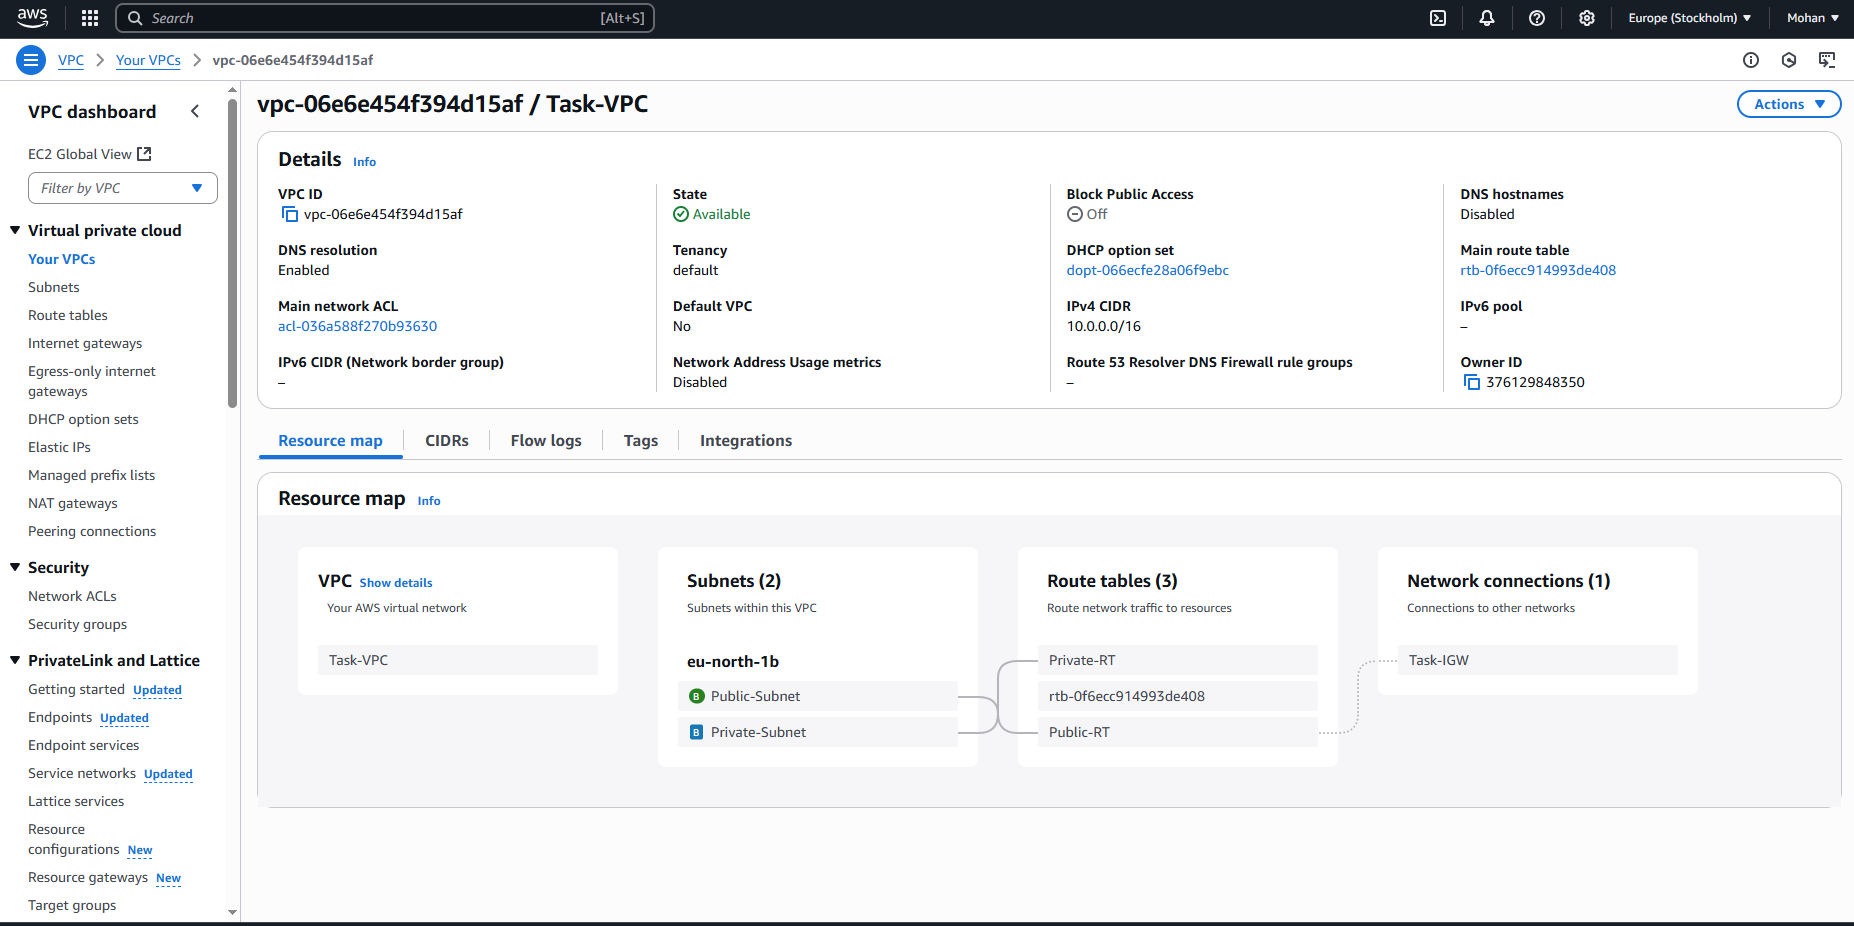 aws
Search [Alt+S]
Europe (Stockholm)
Mohan
VPC
Your VPCs
vpc-06e6e454f394d15af
VPC dashboard
EC2 Global View
Filter by VPC
Virtual private cloud
Your VPCs
Subnets
Route tables
Internet gateways
Egress-only internet
gateways
DHCP option sets
Elastic IPs
Managed prefix lists
NAT gateways
Peering connections
Security
Network ACLs
Security groups
PrivateLink and Lattice
Getting started Updated
Endpoints Updated
Endpoint services
Service networks Updated
Lattice services
Resource
configurations New
Resource gateways New
Target groups
vpc-06e6e454f394d15af / Task-VPC
Actions
Details Info
VPC ID
vpc-06e6e454f394d15af
State
Available
Block Public Access
Off
DNS hostnames
Disabled
DNS resolution
Enabled
Tenancy
default
DHCP option set
dopt-066ecfe28a06f9ebc
Main route table
rtb-0f6ecc914993de408
Main network ACL
acl-036a588f270b93630
Default VPC
No
IPv4 CIDR
10.0.0.0/16
IPv6 pool
–
IPv6 CIDR (Network border group)
–
Network Address Usage metrics
Disabled
Route 53 Resolver DNS Firewall rule groups
–
Owner ID
376129848350
Resource map
CIDRs
Flow logs
Tags
Integrations
Resource map Info
VPC Show details
Your AWS virtual network
Task-VPC
Subnets (2)
Subnets within this VPC
eu-north-1b
B Public-Subnet
B Private-Subnet
Route tables (3)
Route network traffic to resources
Private-RT
rtb-0f6ecc914993de408
Public-RT
Network connections (1)
Connections to other networks
Task-IGW